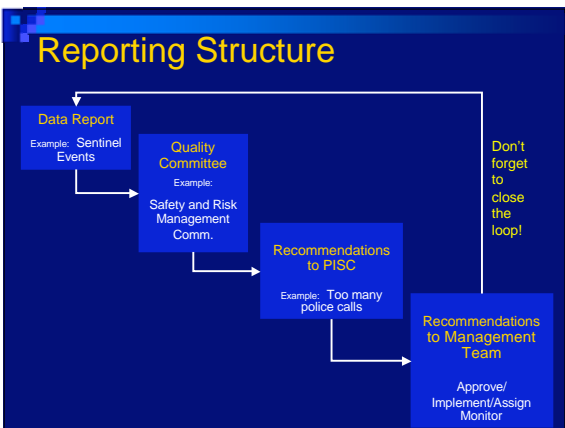 Reporting Structure
Data Report
Example: Sentinel
Events
Quality
Committee
Example:
Safety and Risk
Management
Comm.
Recommendations
to PISC
Example: Too many
police calls
Recommendations
to Management
Team
Approve/
Implement/Assign
Monitor
Don't
forget
to
close
the
loop!